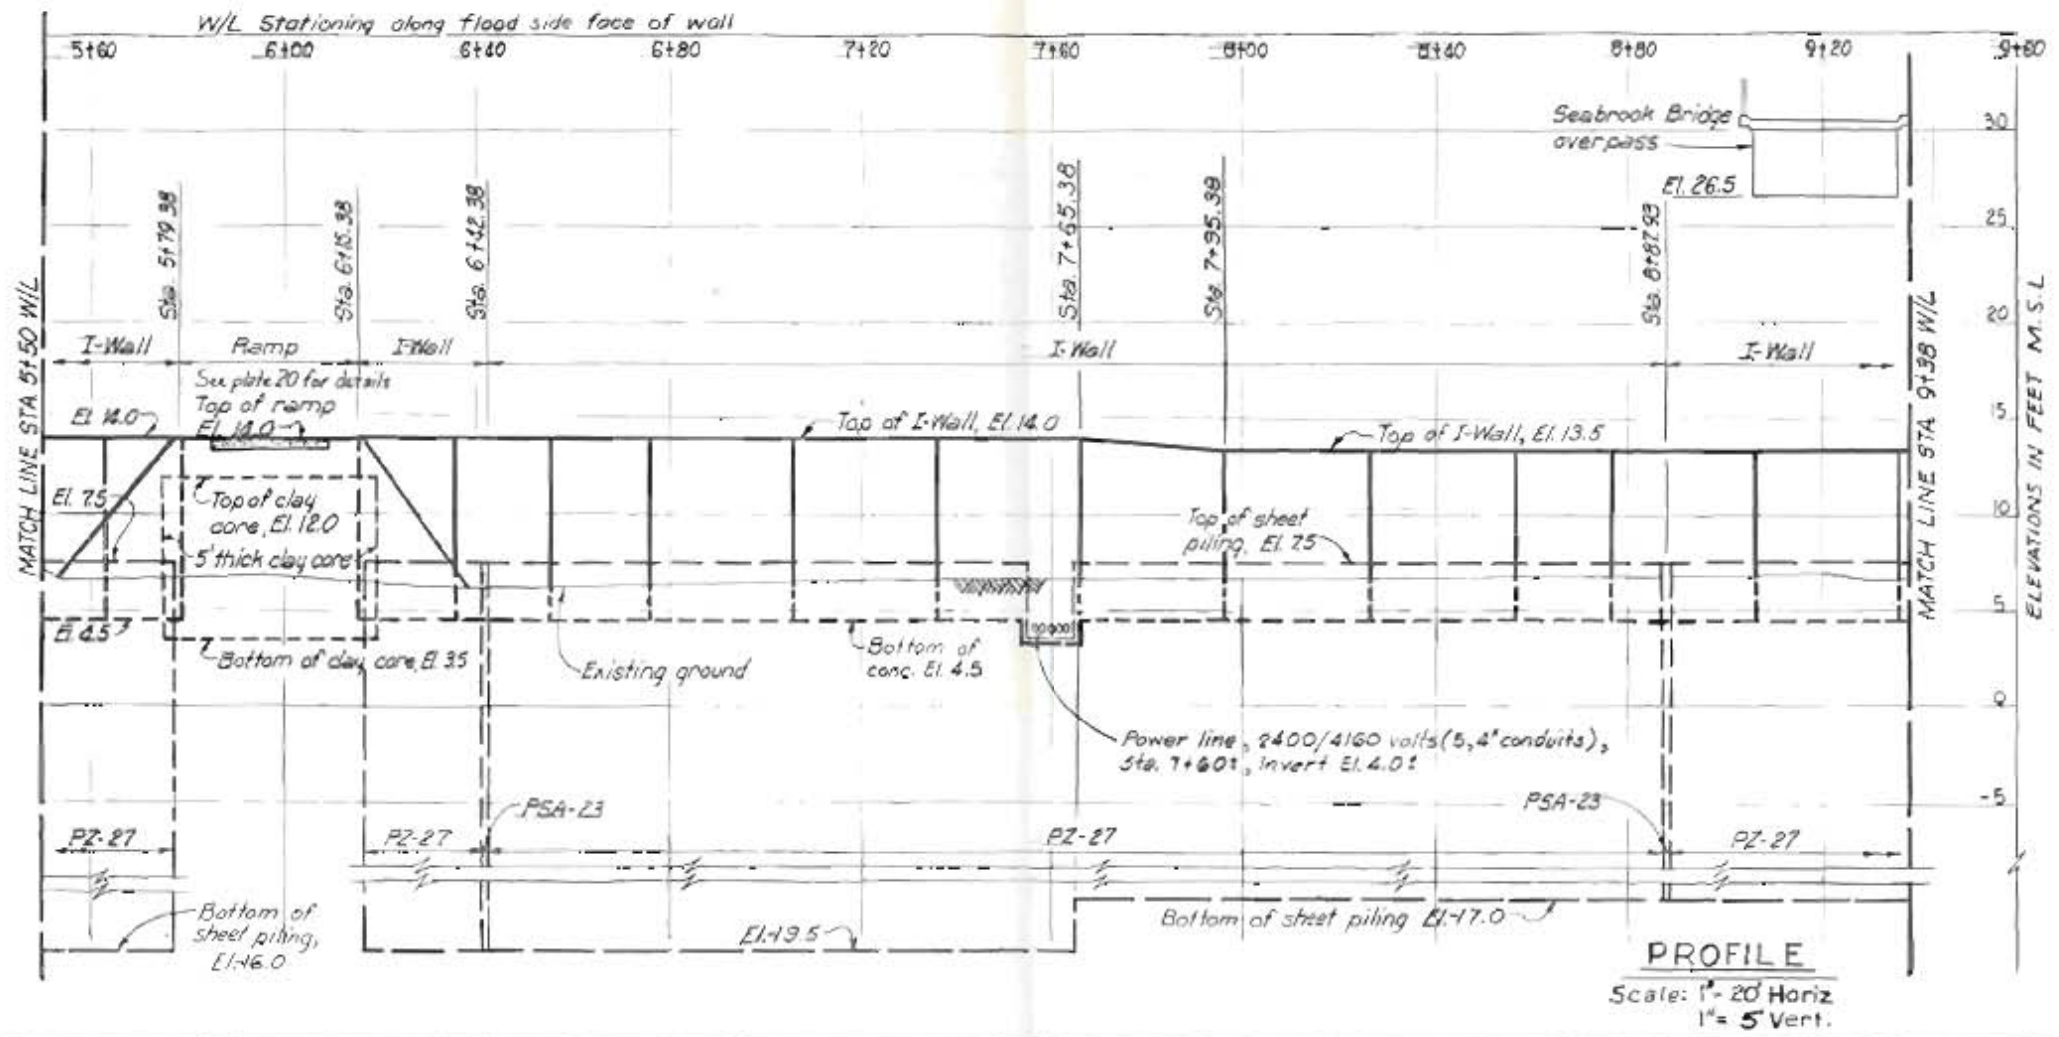 W/L Stationing along flood side face of wall
5+60 6+00 6+40 6+80 7+20 7+60 8+00 8+40 8+80 9+20 9+60
Seabrook Bridge
overpass
El. 26.5
30
25
20
15
10
5
0
-5
ELEVATIONS IN FEET M.S.L
MATCH LINE STA 5+50 W/L
MATCH LINE STA 9+38 W/L
Sta. 5+79.38
Sta. 6+15.38
Sta. 6+42.38
Sta. 7+65.38
Sta. 7+95.38
Sta. 8+87.93
I-Wall Ramp I-Wall I-Wall I-Wall
See plate 20 for details
Top of ramp
El. 14.0
El. 14.0
Top of I-Wall, El. 14.0
Top of I-Wall, El. 13.5
El. 7.5
Top of clay
core, El. 12.0
5' thick clay core
Top of sheet
piling, El. 7.5
El. 4.5
Bottom of clay core, El. 3.5
Existing ground
Bottom of
conc. El. 4.5
Power line, 2400/4160 volts (5, 4" conduits),
Sta. 7+60±, invert El. 4.0±
PSA-23
PSA-23
PZ-27 PZ-27 PZ-27 PZ-27
Bottom of
sheet piling,
El.-16.0
El.-19.5
Bottom of sheet piling El.-17.0
PROFILE
Scale: 1"= 20' Horiz
1"= 5' Vert.